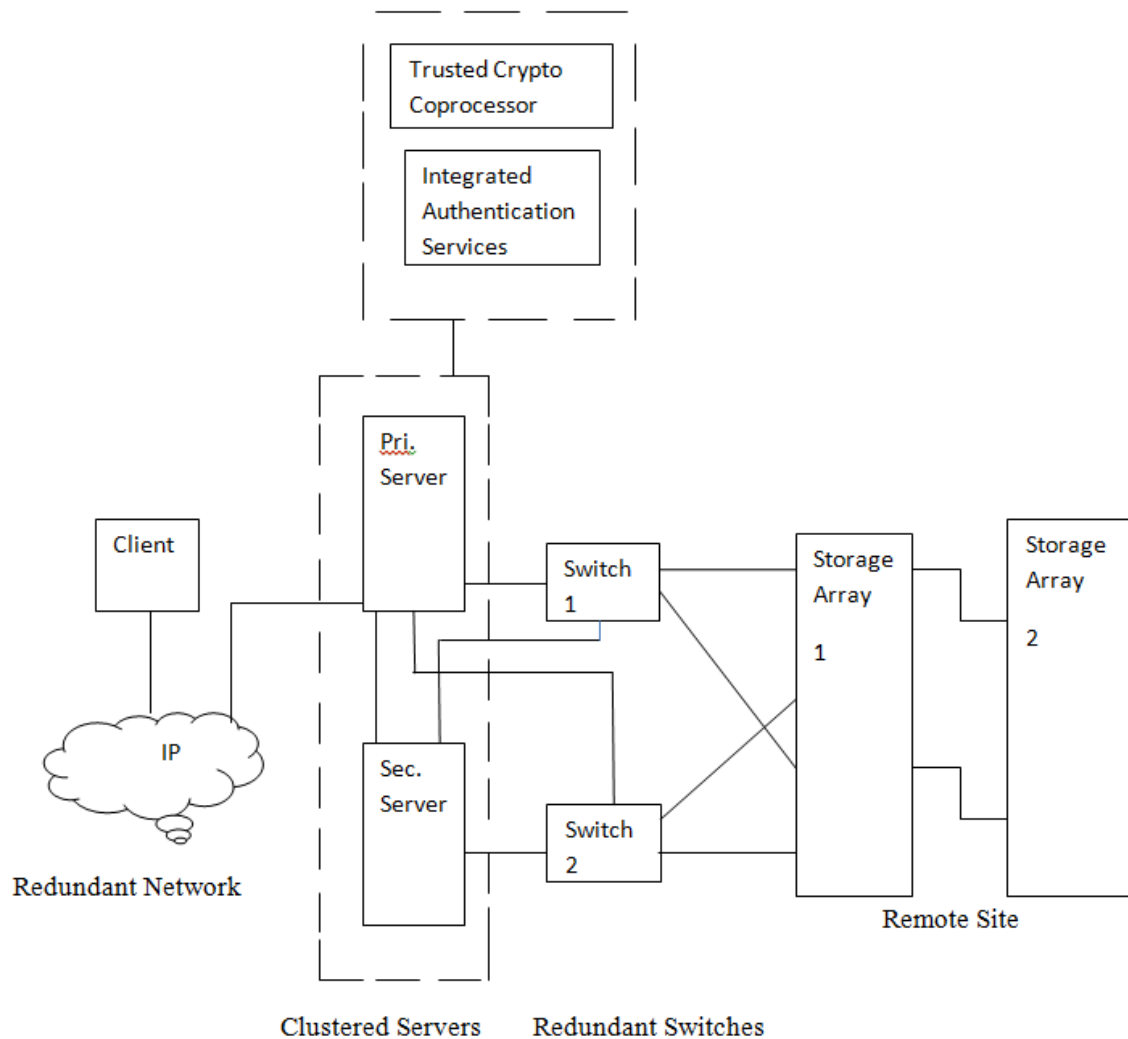 Trusted Crypto
Coprocessor
Integrated
Authentication
Services
Pri.
Server
Client
Switch
1
Storage
Array
1
Storage
Array
2
IP
Sec.
Server
Switch
2
Redundant Network
Remote Site
Clustered Servers
Redundant Switches